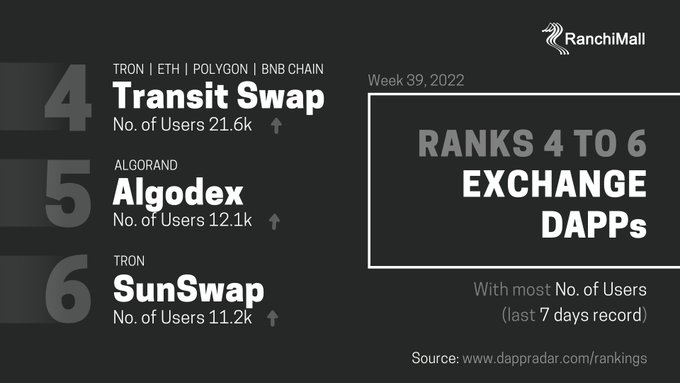 RanchiMall
Week 39, 2022
RANKS 4 TO 6
EXCHANGE
DAPPs
With most No. of Users
(last 7 days record)
4
TRON | ETH | POLYGON | BNB CHAIN
Transit Swap
No. of Users 21.6k
5
ALGORAND
Algodex
No. of Users 12.1k
6
TRON
SunSwap
No. of Users 11.2k
Source: www.dappradar.com/rankings